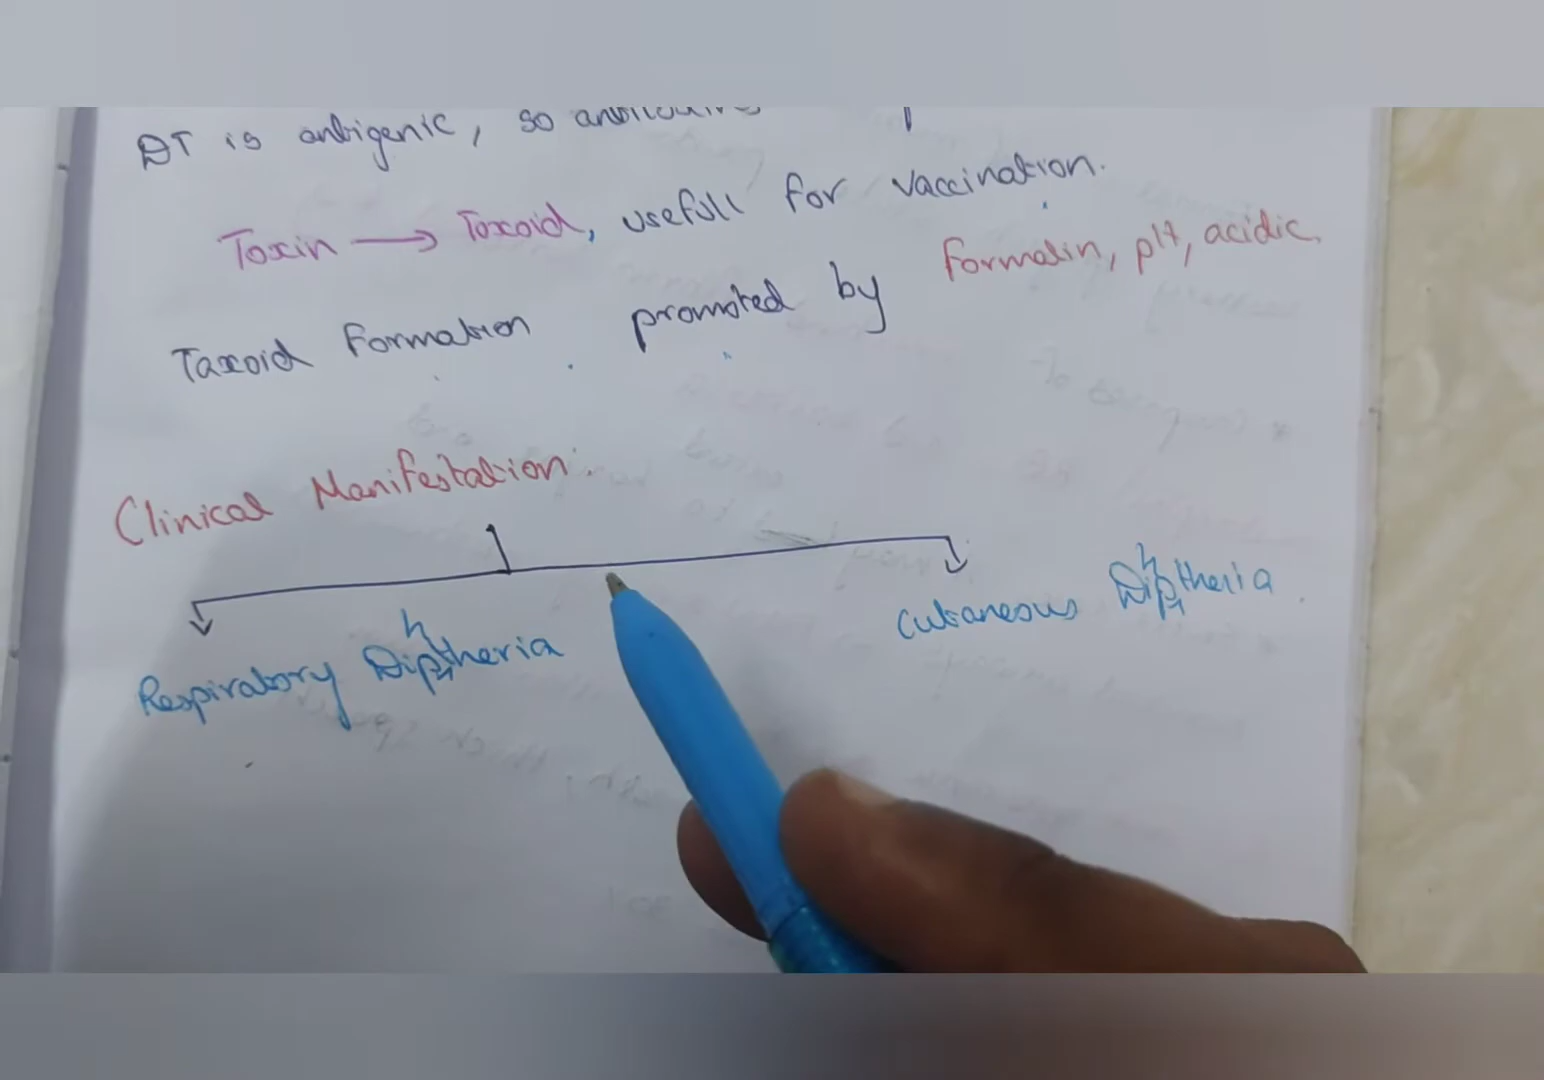 DT is antigenic, so
Toxin → Toxoid, usefull for vaccination.
Toxoid formation promoted by formalin, pH, acidic.
Clinical Manifestation.
Respiratory Diphtheria
Cutaneous Diphtheria.